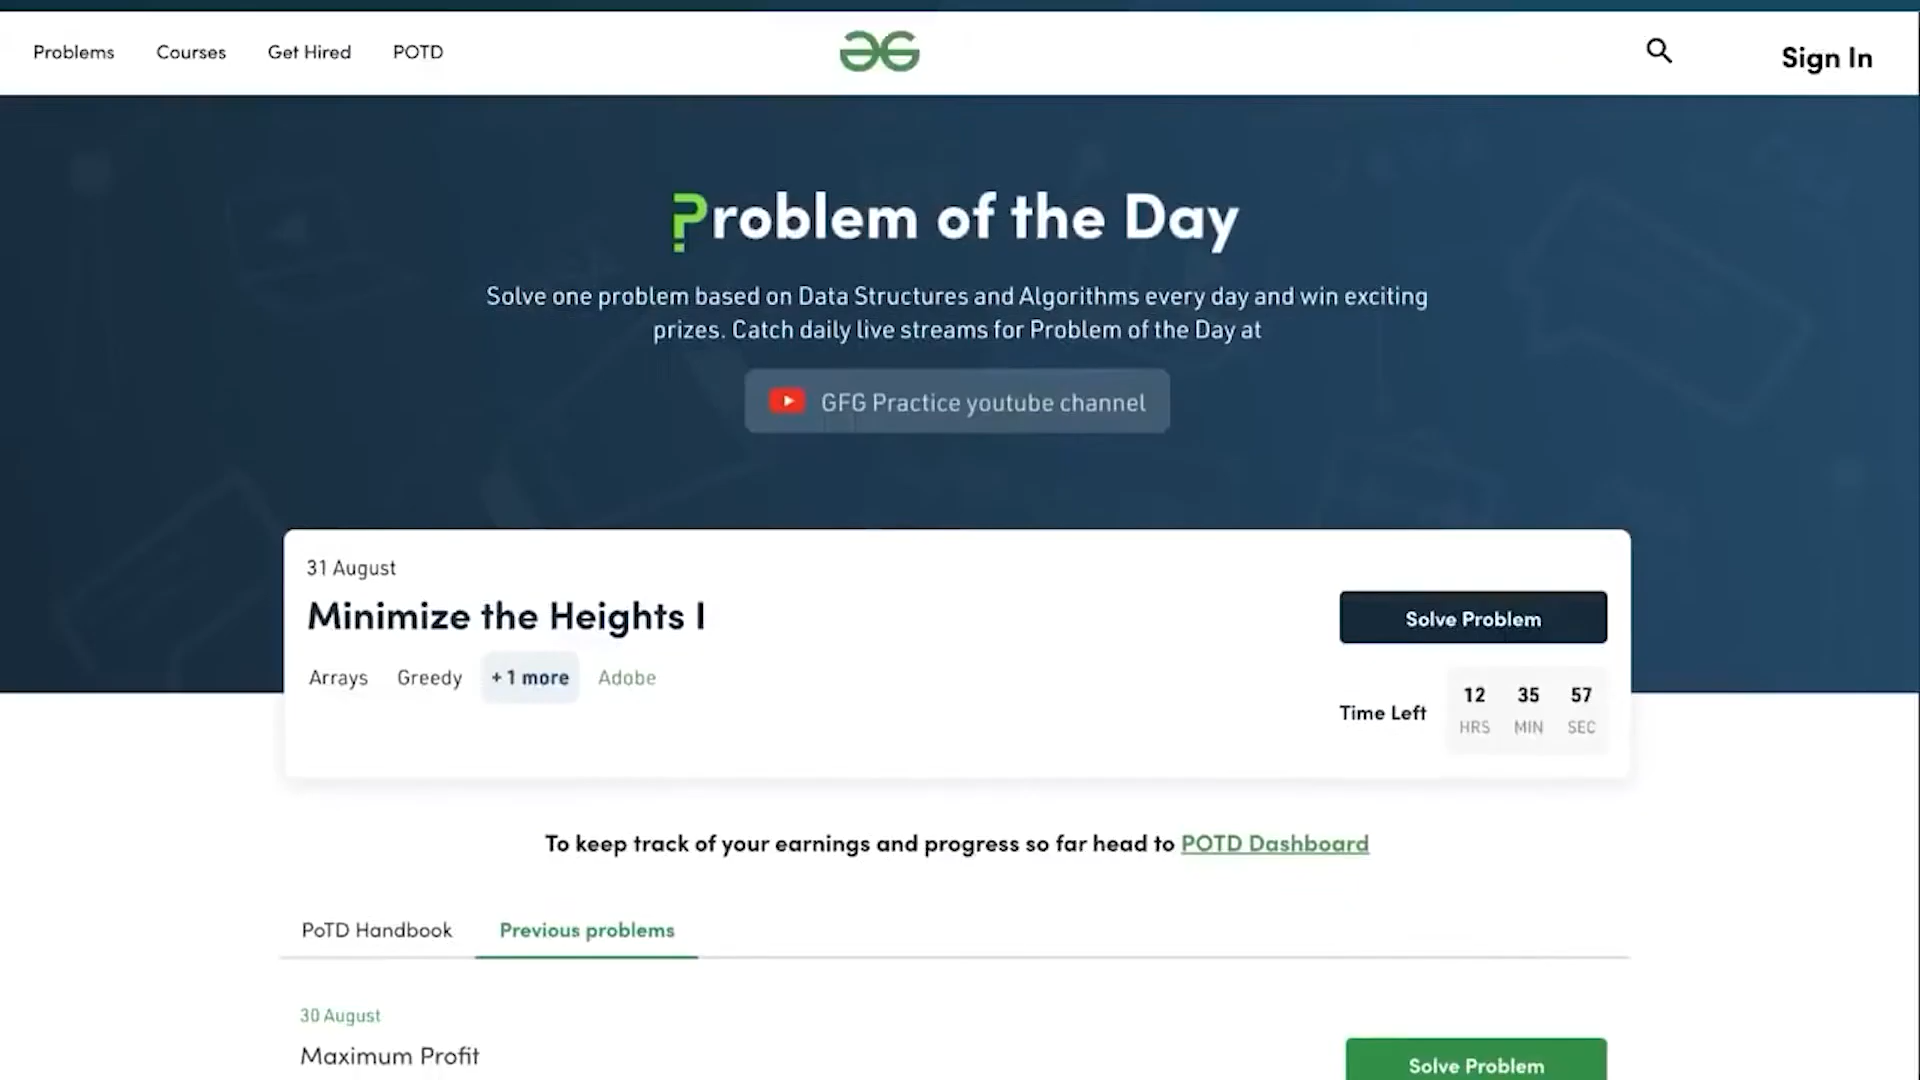 Problems Courses Get Hired POTD Sign In
Problem of the Day
Solve one problem based on Data Structures and Algorithms every day and win exciting
prizes. Catch daily live streams for Problem of the Day at
GFG Practice youtube channel
31 August
Minimize the Heights I
Solve Problem
Arrays Greedy + 1 more Adobe
Time Left
12 35 57
HRS MIN SEC
To keep track of your earnings and progress so far head to POTD Dashboard
PoTD Handbook Previous problems
30 August
Maximum Profit
Solve Problem